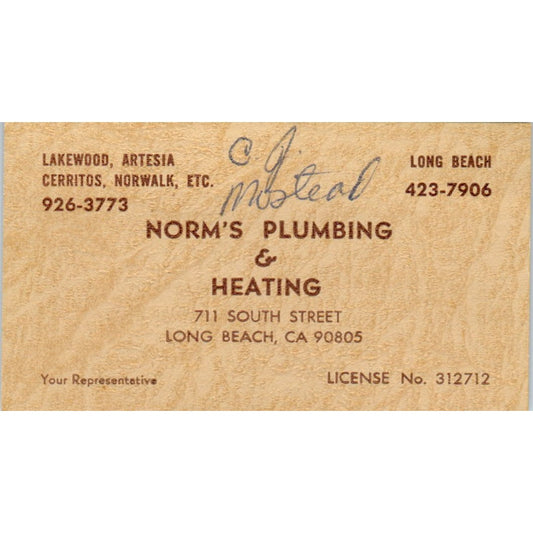 LAKEWOOD, ARTESIA
CERRITOS, NORWALK, ETC.
926-3773
C. J.
LONG BEACH
423-7906
NORM'S PLUMBING
&
HEATING
711 SOUTH STREET
LONG BEACH, CA 90805
Your Representative
LICENSE No. 312712